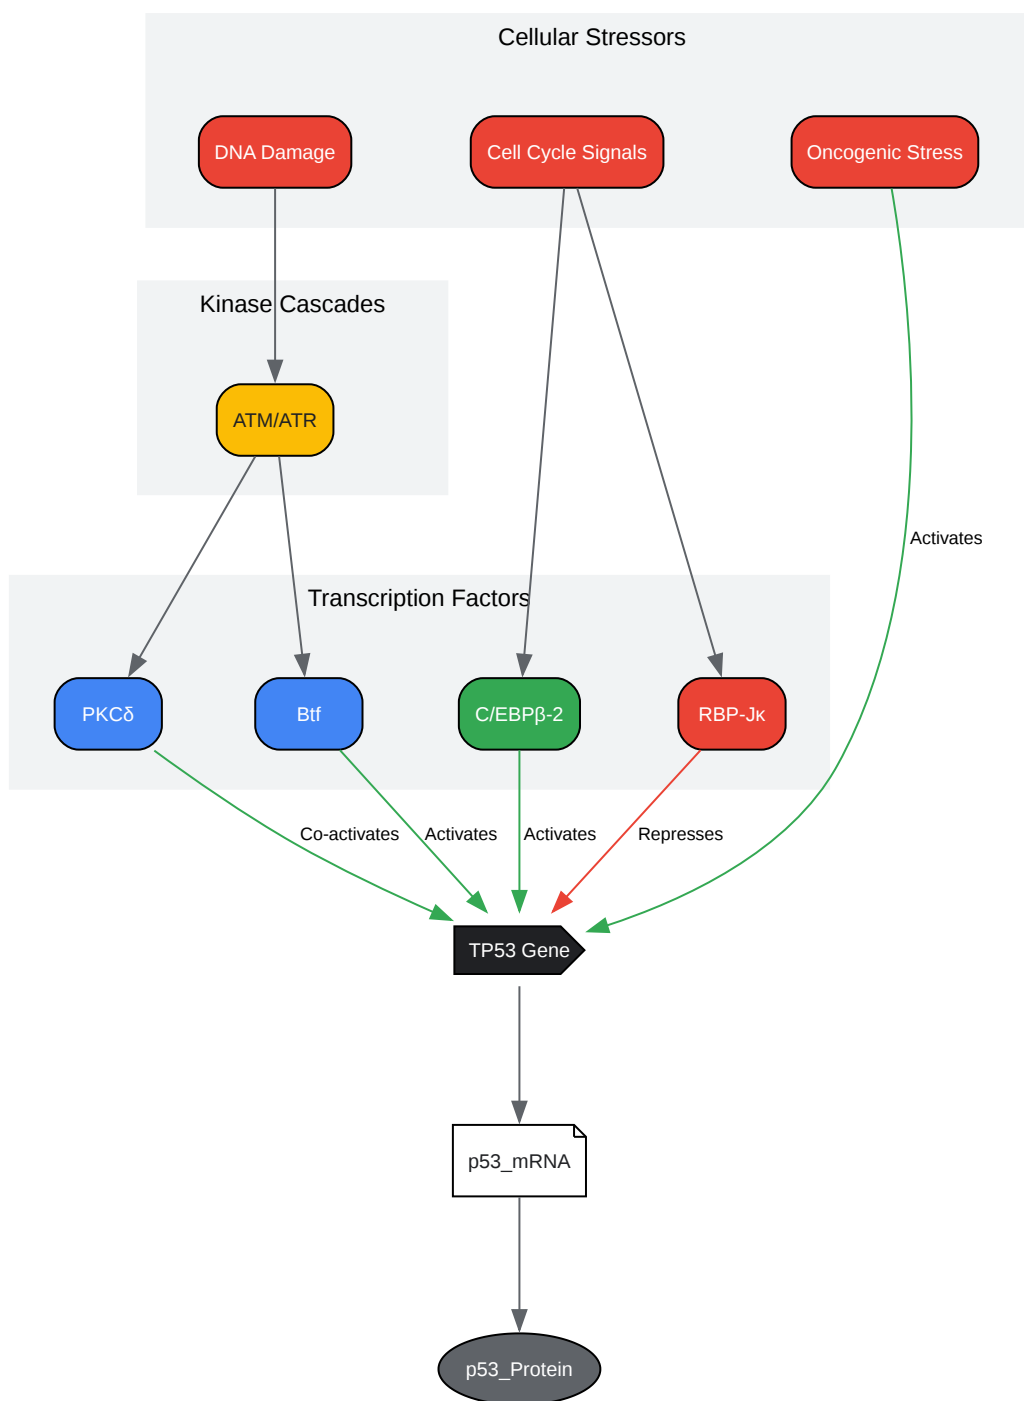 Cellular Stressors
DNA Damage
Cell Cycle Signals
Oncogenic Stress
Kinase Cascades
ATM/ATR
Activates
Transcription Factors
PKCδ
Btf
C/EBPβ-2
RBP-Jκ
Co-activates
Activates
Activates
Represses
TP53 Gene
p53_mRNA
p53_Protein